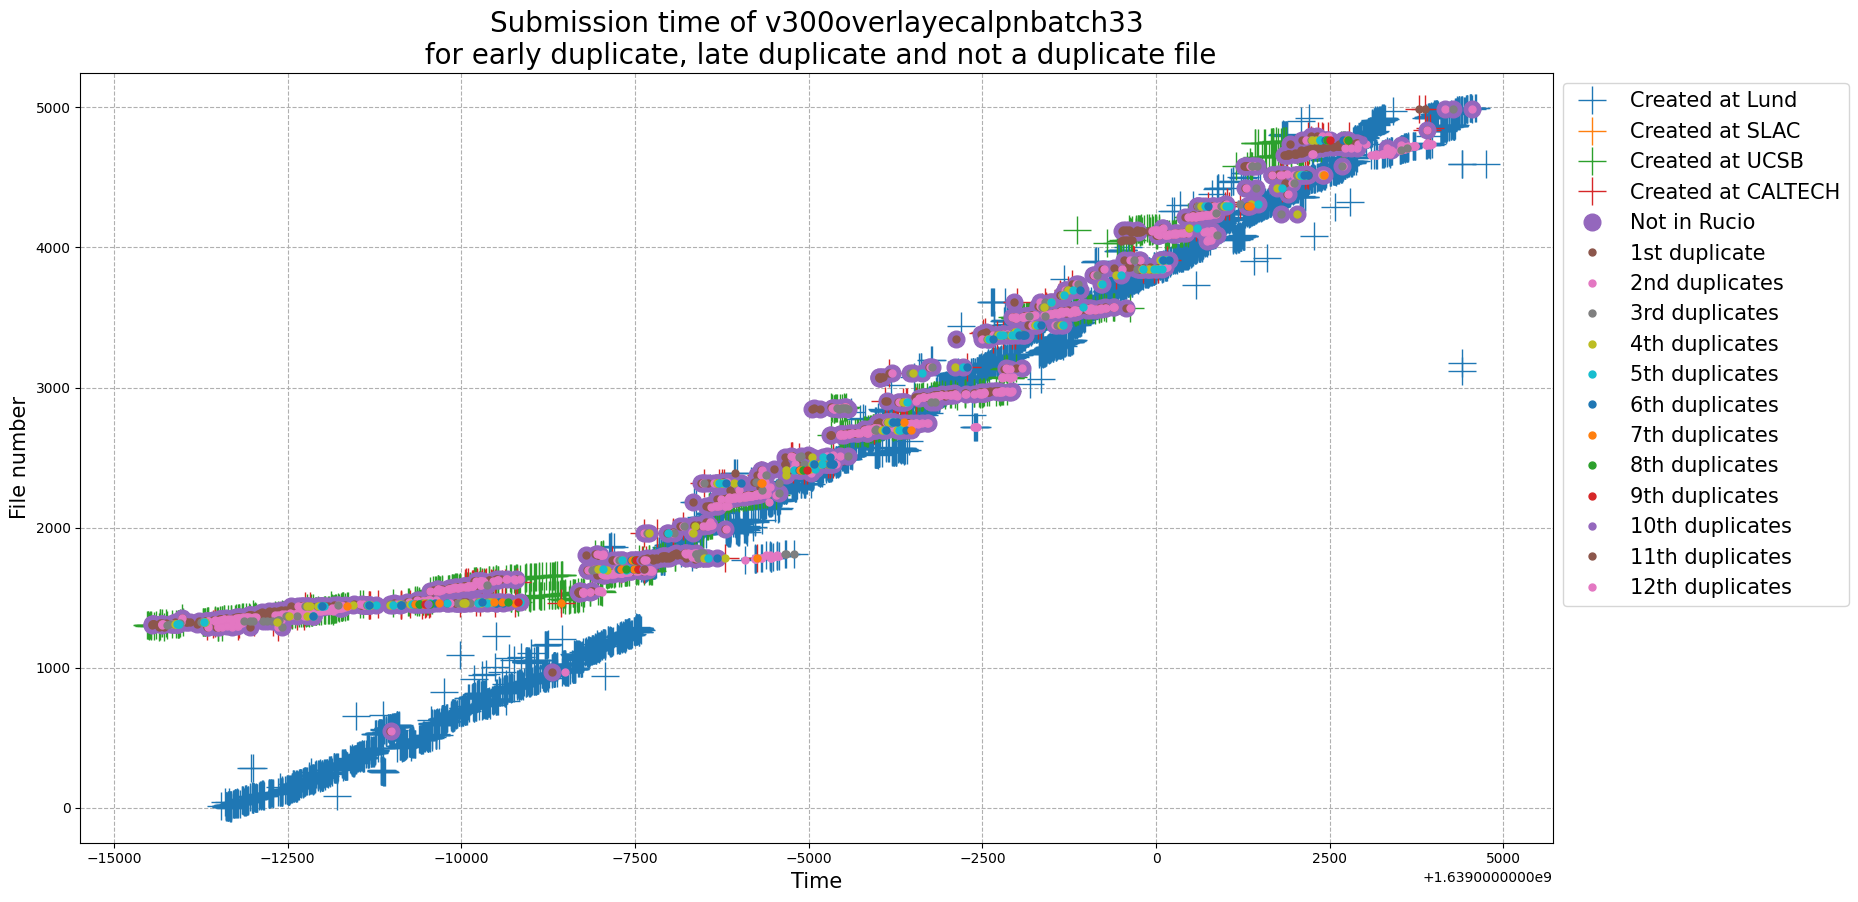 Submission time of v300overlayecalpnbatch33
for early duplicate, late duplicate and not a duplicate file
File number
5000
4000
3000
2000
1000
0
−15000 −12500 −10000 −7500 −5000 −2500 0 2500 5000
Time
+1.6390000000e9
Created at Lund
Created at SLAC
Created at UCSB
Created at CALTECH
Not in Rucio
1st duplicate
2nd duplicates
3rd duplicates
4th duplicates
5th duplicates
6th duplicates
7th duplicates
8th duplicates
9th duplicates
10th duplicates
11th duplicates
12th duplicates